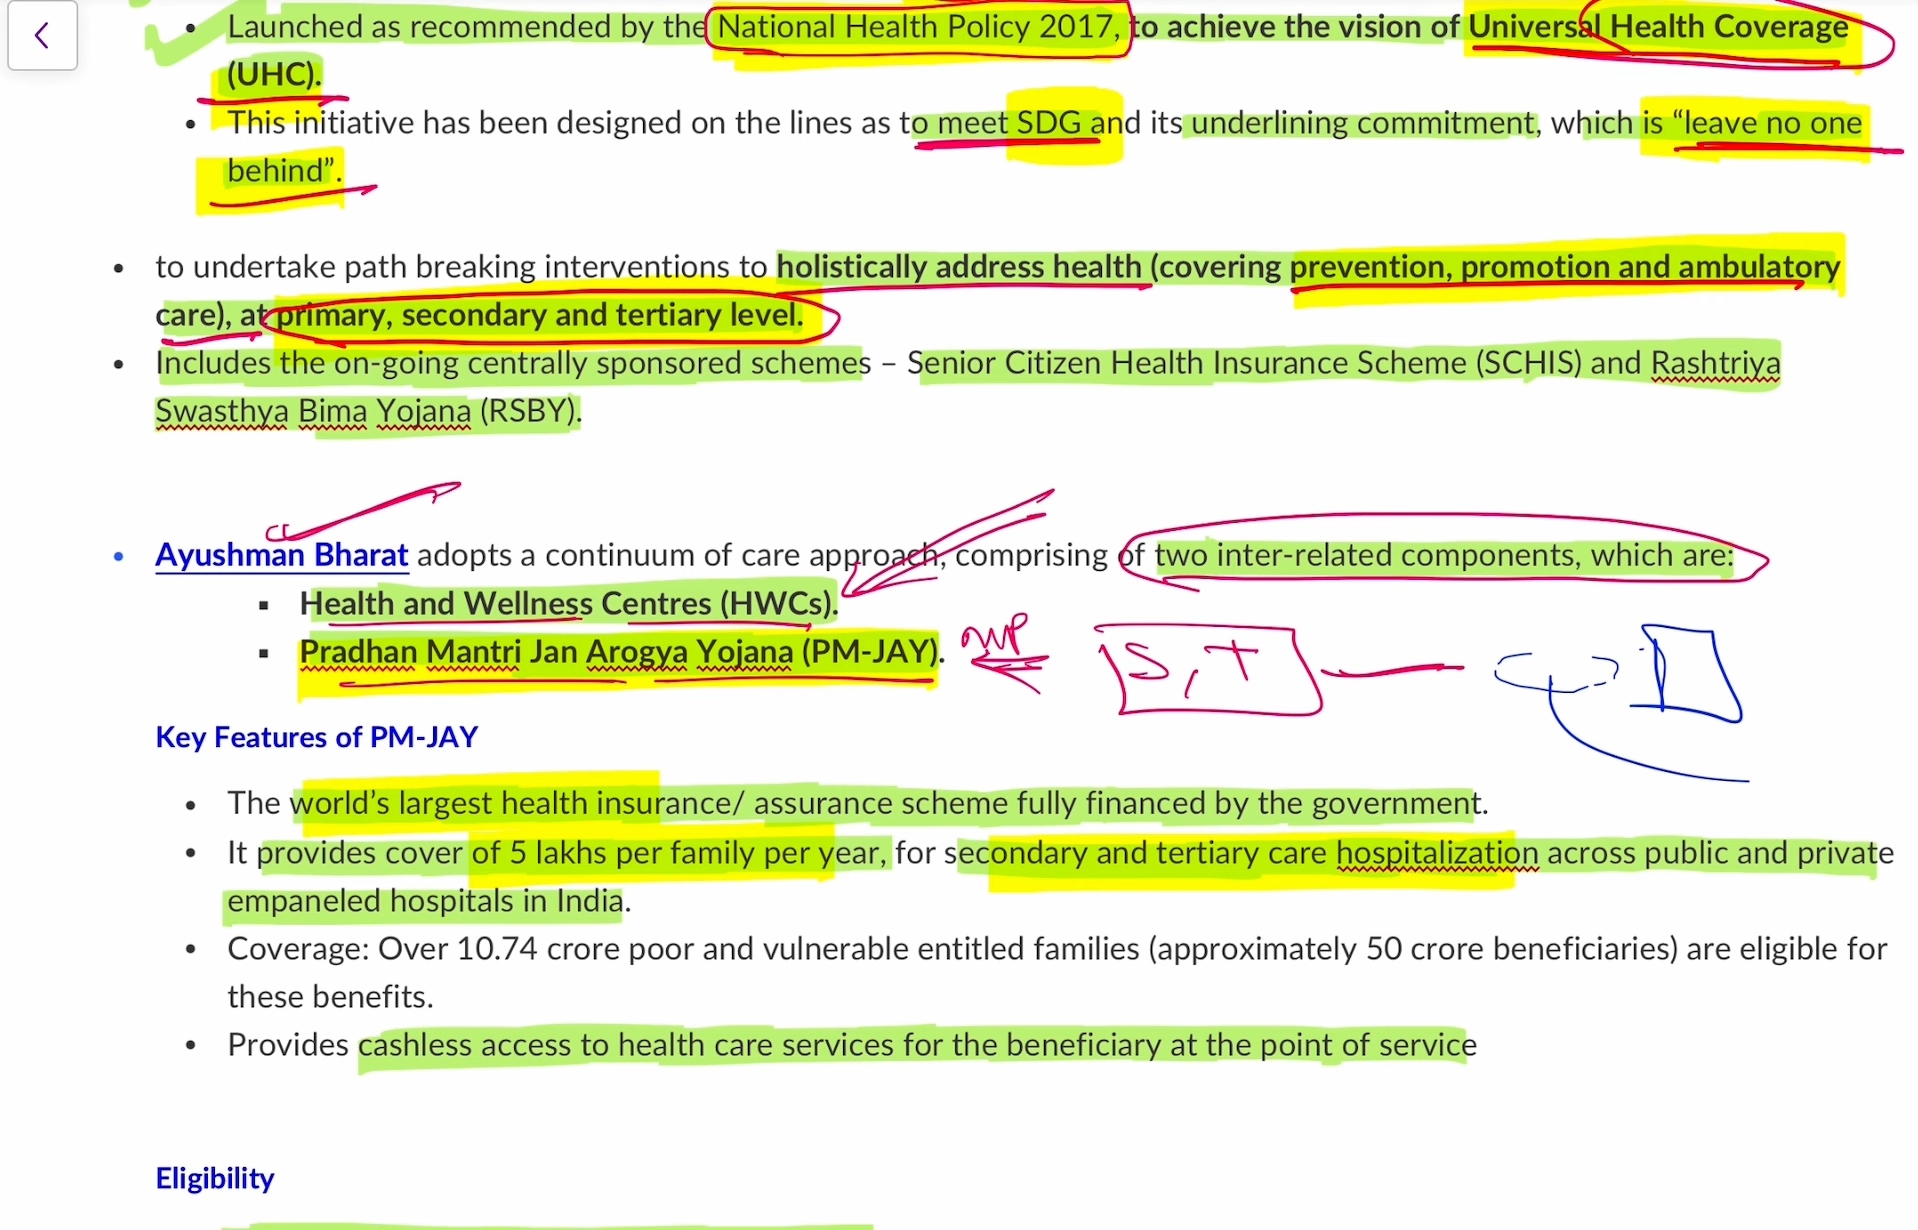 • Launched as recommended by the National Health Policy 2017, to achieve the vision of Universal Health Coverage
(UHC).
• This initiative has been designed on the lines as to meet SDG and its underlining commitment, which is “leave no one
behind”.
• to undertake path breaking interventions to holistically address health (covering prevention, promotion and ambulatory
care), at primary, secondary and tertiary level.
• Includes the on-going centrally sponsored schemes – Senior Citizen Health Insurance Scheme (SCHIS) and Rashtriya
Swasthya Bima Yojana (RSBY).
• Ayushman Bharat adopts a continuum of care approach, comprising of two inter-related components, which are:
▪ Health and Wellness Centres (HWCs).
▪ Pradhan Mantri Jan Arogya Yojana (PM-JAY).
S, T
Key Features of PM-JAY
• The world’s largest health insurance/ assurance scheme fully financed by the government.
• It provides cover of 5 lakhs per family per year, for secondary and tertiary care hospitalization across public and private
empaneled hospitals in India.
• Coverage: Over 10.74 crore poor and vulnerable entitled families (approximately 50 crore beneficiaries) are eligible for
these benefits.
• Provides cashless access to health care services for the beneficiary at the point of service
Eligibility